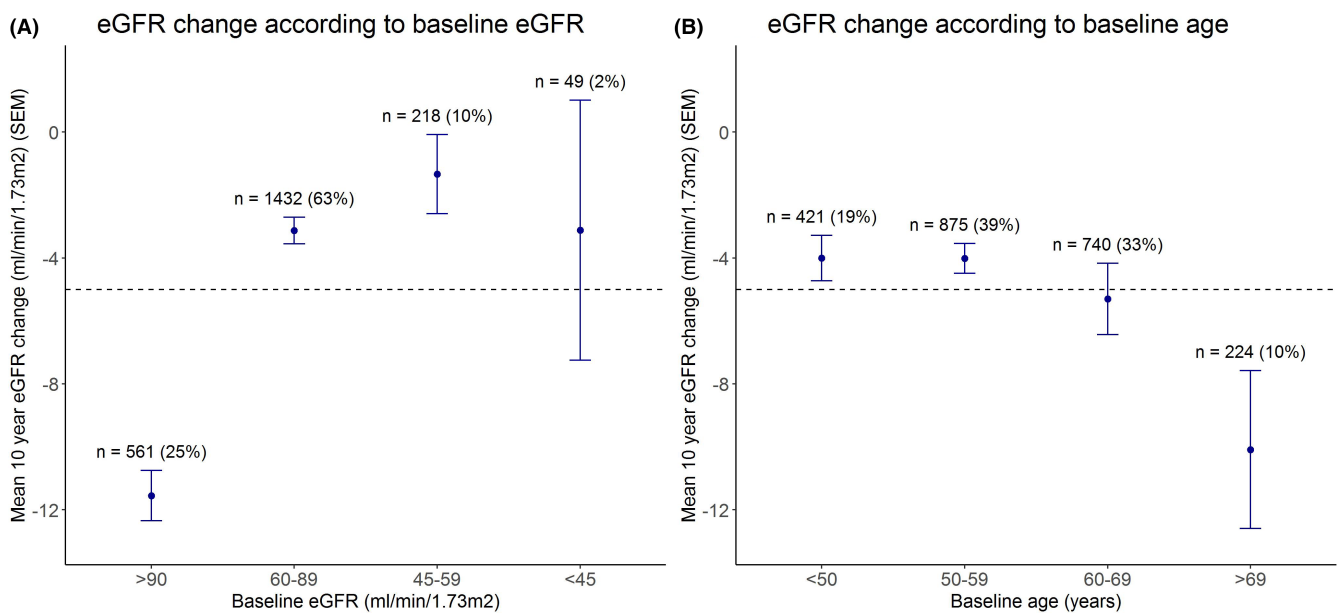 (A)
eGFR change according to baseline eGFR
Mean 10 year eGFR change (ml/min/1.73m2) (SEM)
0
-4
-8
-12
n = 561 (25%)
n = 1432 (63%)
n = 218 (10%)
n = 49 (2%)
>90
60-89
45-59
<45
Baseline eGFR (ml/min/1.73m2)
(B)
eGFR change according to baseline age
Mean 10 year eGFR change (ml/min/1.73m2) (SEM)
0
-4
-8
-12
n = 421 (19%)
n = 875 (39%)
n = 740 (33%)
n = 224 (10%)
<50
50-59
60-69
>69
Baseline age (years)